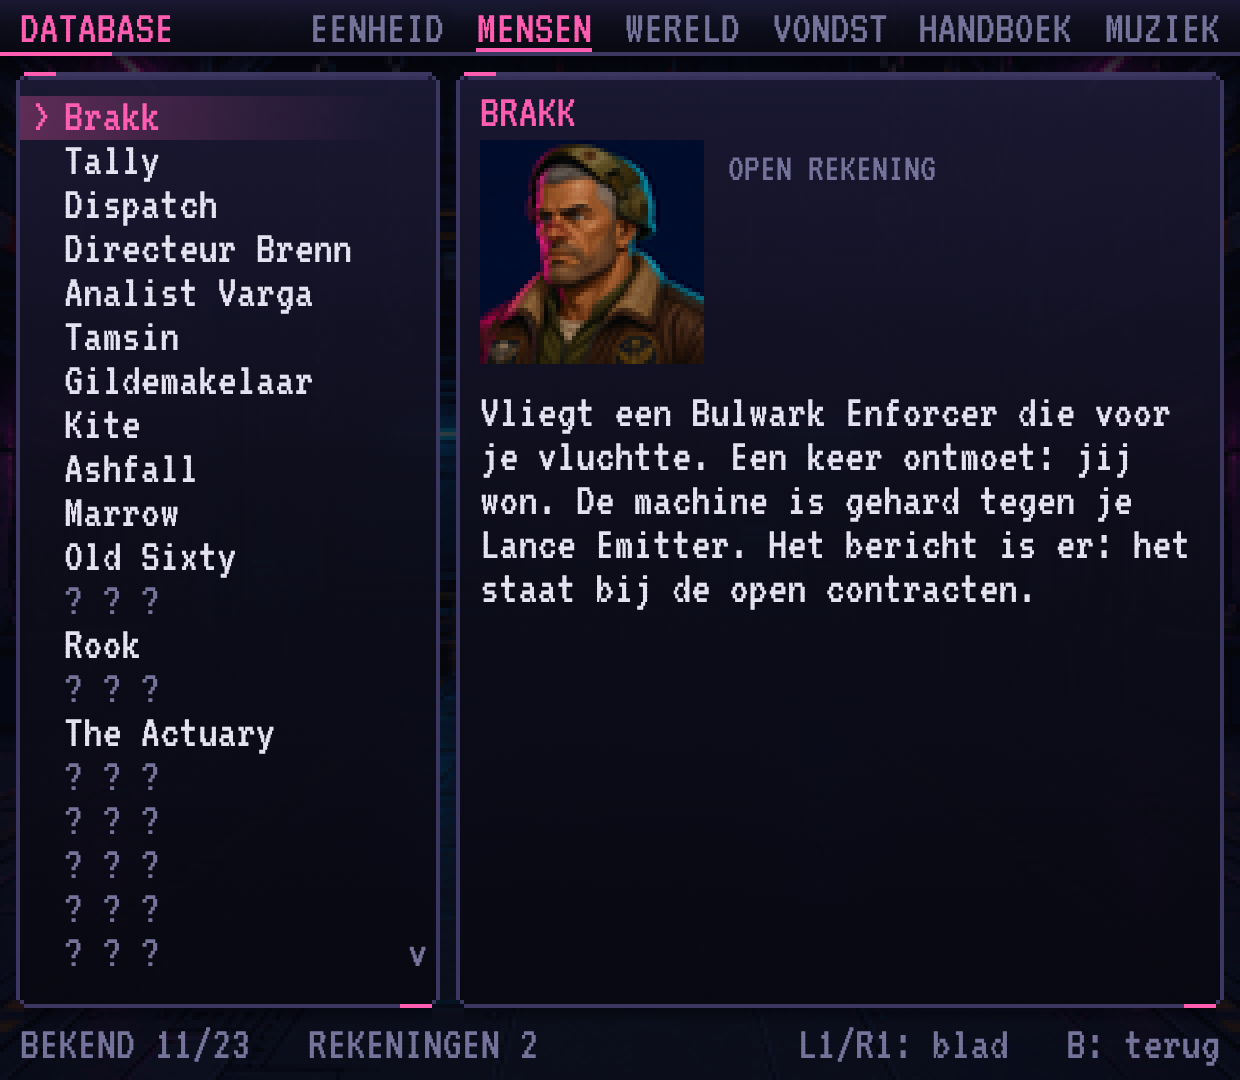 DATABASE EENHEID MENSEN WERELD VONDST HANDBOEK MUZIEK
> Brakk
Tally
Dispatch
Directeur Brenn
Analist Varga
Tamsin
Gildemakelaar
Kite
Ashfall
Marrow
Old Sixty
? ? ?
Rook
? ? ?
The Actuary
? ? ?
? ? ?
? ? ?
? ? ?
? ? ? v
BRAKK
OPEN REKENING
Vliegt een Bulwark Enforcer die voor
je vluchtte. Een keer ontmoet: jij
won. De machine is gehard tegen je
Lance Emitter. Het bericht is er: het
staat bij de open contracten.
BEKEND 11/23 REKENINGEN 2 L1/R1: blad B: terug